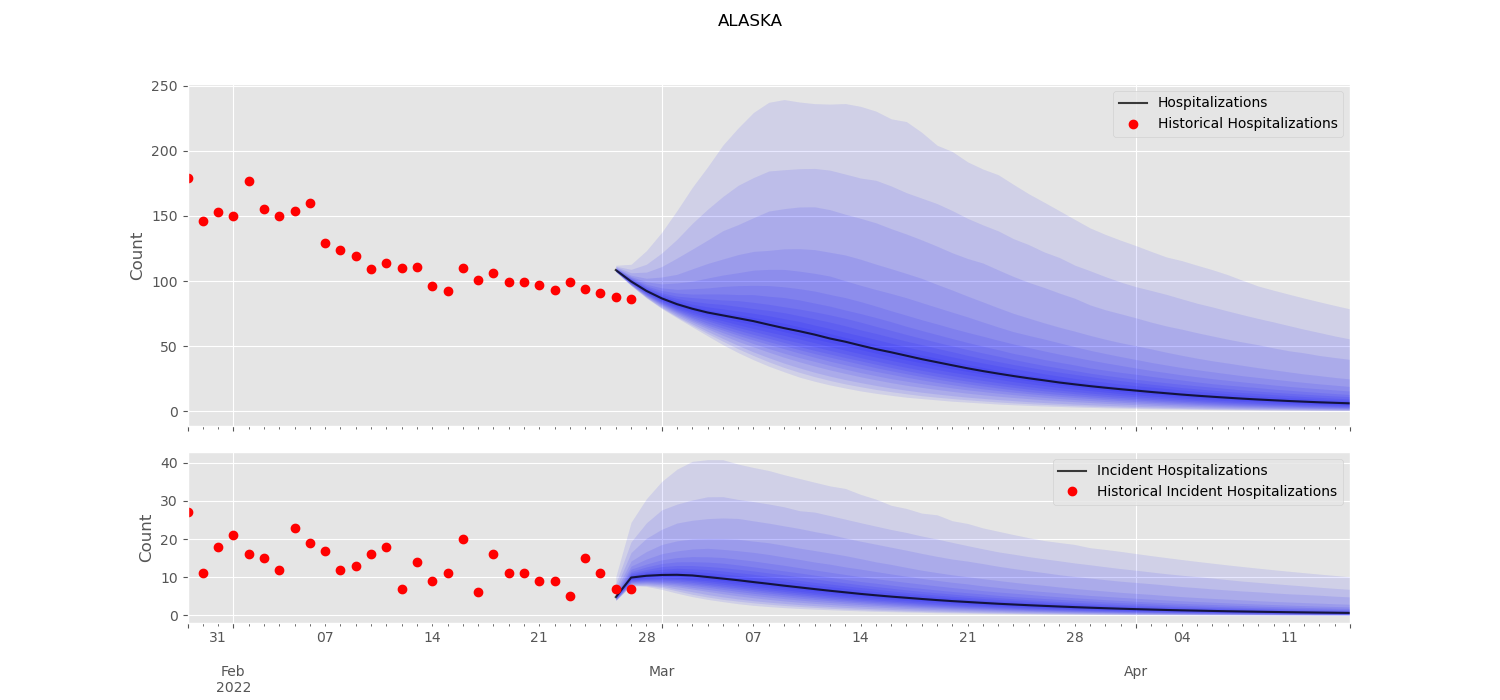 ALASKA
250
200
150
100
50
0
Count
Hospitalizations
Historical Hospitalizations
40
30
20
10
0
Count
Incident Hospitalizations
Historical Incident Hospitalizations
31 07 14 21 28 07 14 21 28 04 11
Feb Mar Apr
2022